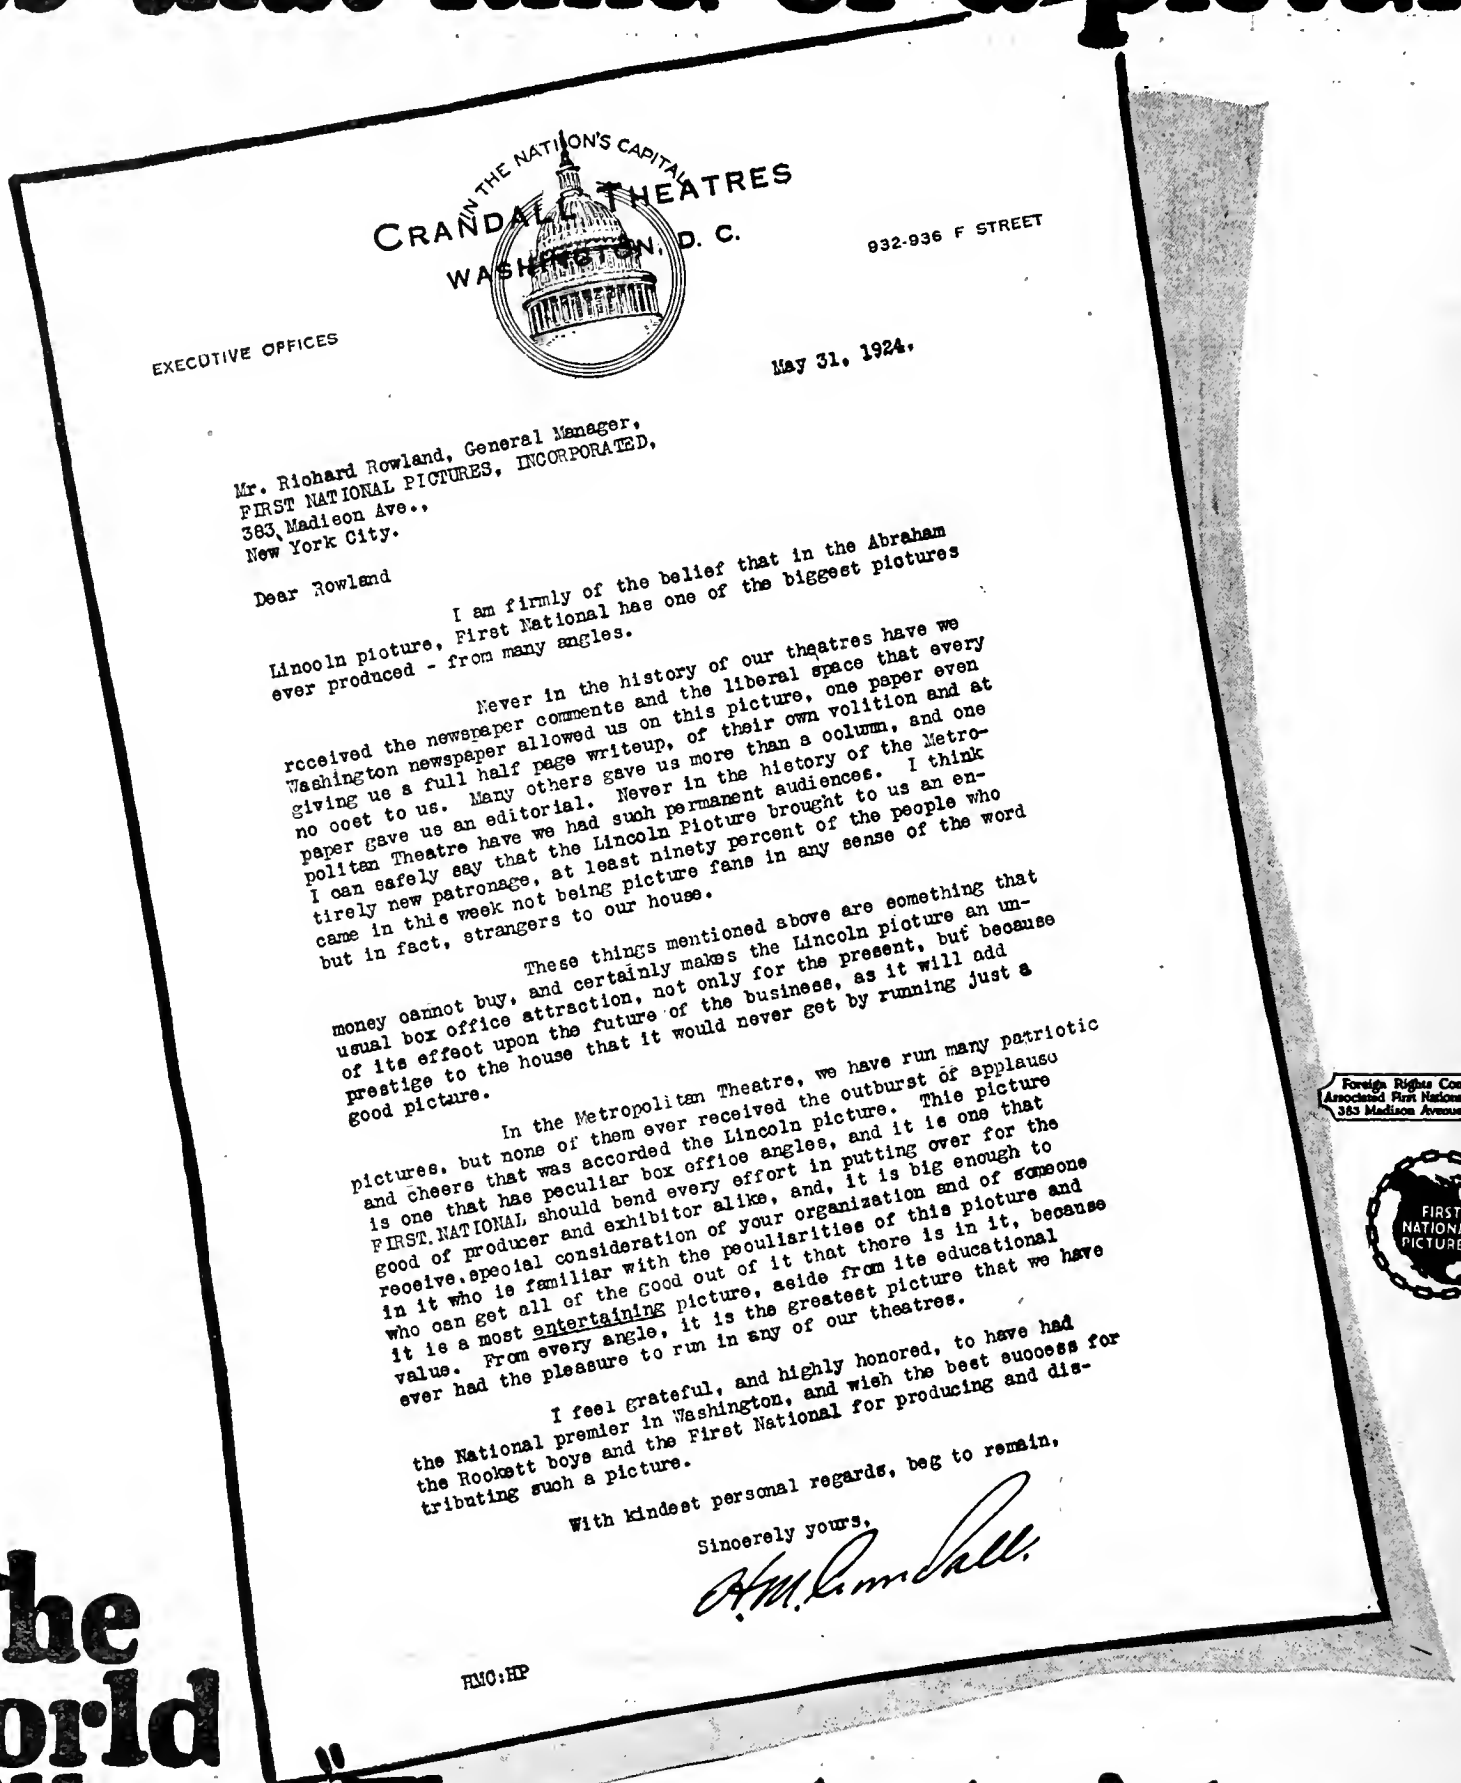 that kind of a pictu
IN THE NATION'S CAPITAL
CRANDALL THEATRES
WASHINGTON, D. C.
932-936 F STREET
EXECUTIVE OFFICES
May 31, 1924.
Mr. Richard Rowland, General Manager,
FIRST NATIONAL PICTURES, INCORPORATED,
383 Madison Ave.,
New York City.
Dear Rowland
I am firmly of the belief that in the Abraham
Lincoln picture, First National has one of the biggest pictures
ever produced - from many angles.
Never in the history of our theatres have we
received the newspaper comments and the liberal space that every
Washington newspaper allowed us on this picture, one paper even
giving us a full half page writeup, of their own volition and at
no cost to us. Many others gave us more than a column, and one
paper gave us an editorial. Never in the history of the Metro-
politan Theatre have we had such permanent audiences. I think
I can safely say that the Lincoln Picture brought to us an en-
tirely new patronage, at least ninety percent of the people who
came in this week not being picture fans in any sense of the word
but in fact, strangers to our house.
These things mentioned above are something that
money cannot buy, and certainly makes the Lincoln picture an un-
usual box office attraction, not only for the present, but because
of its effect upon the future of the business, as it will add
prestige to the house that it would never get by running just a
good picture.
In the Metropolitan Theatre, we have run many patriotic
pictures, but none of them ever received the outburst of applause
and cheers that was accorded the Lincoln picture. This picture
is one that has peculiar box office angles, and it is one that
FIRST NATIONAL should bend every effort in putting over for the
good of producer and exhibitor alike, and, it is big enough to
receive special consideration of your organization and of someone
in it who is familiar with the peculiarities of this picture and
who can get all of the good out of it that there is in it, because
it is a most entertaining picture, aside from its educational
value. From every angle, it is the greatest picture that we have
ever had the pleasure to run in any of our theatres.
I feel grateful, and highly honored, to have had
the National premier in Washington, and wish the best success for
the Rockett boys and the First National for producing and dis-
tributing such a picture.
With kindest personal regards, beg to remain,
Sincerely yours,
H.M. Crandall.
HMC:HP
Foreign Rights Con
Associated First Nationa
383 Madison Avenue
FIRST
NATIONA
PICTURE
he
orld